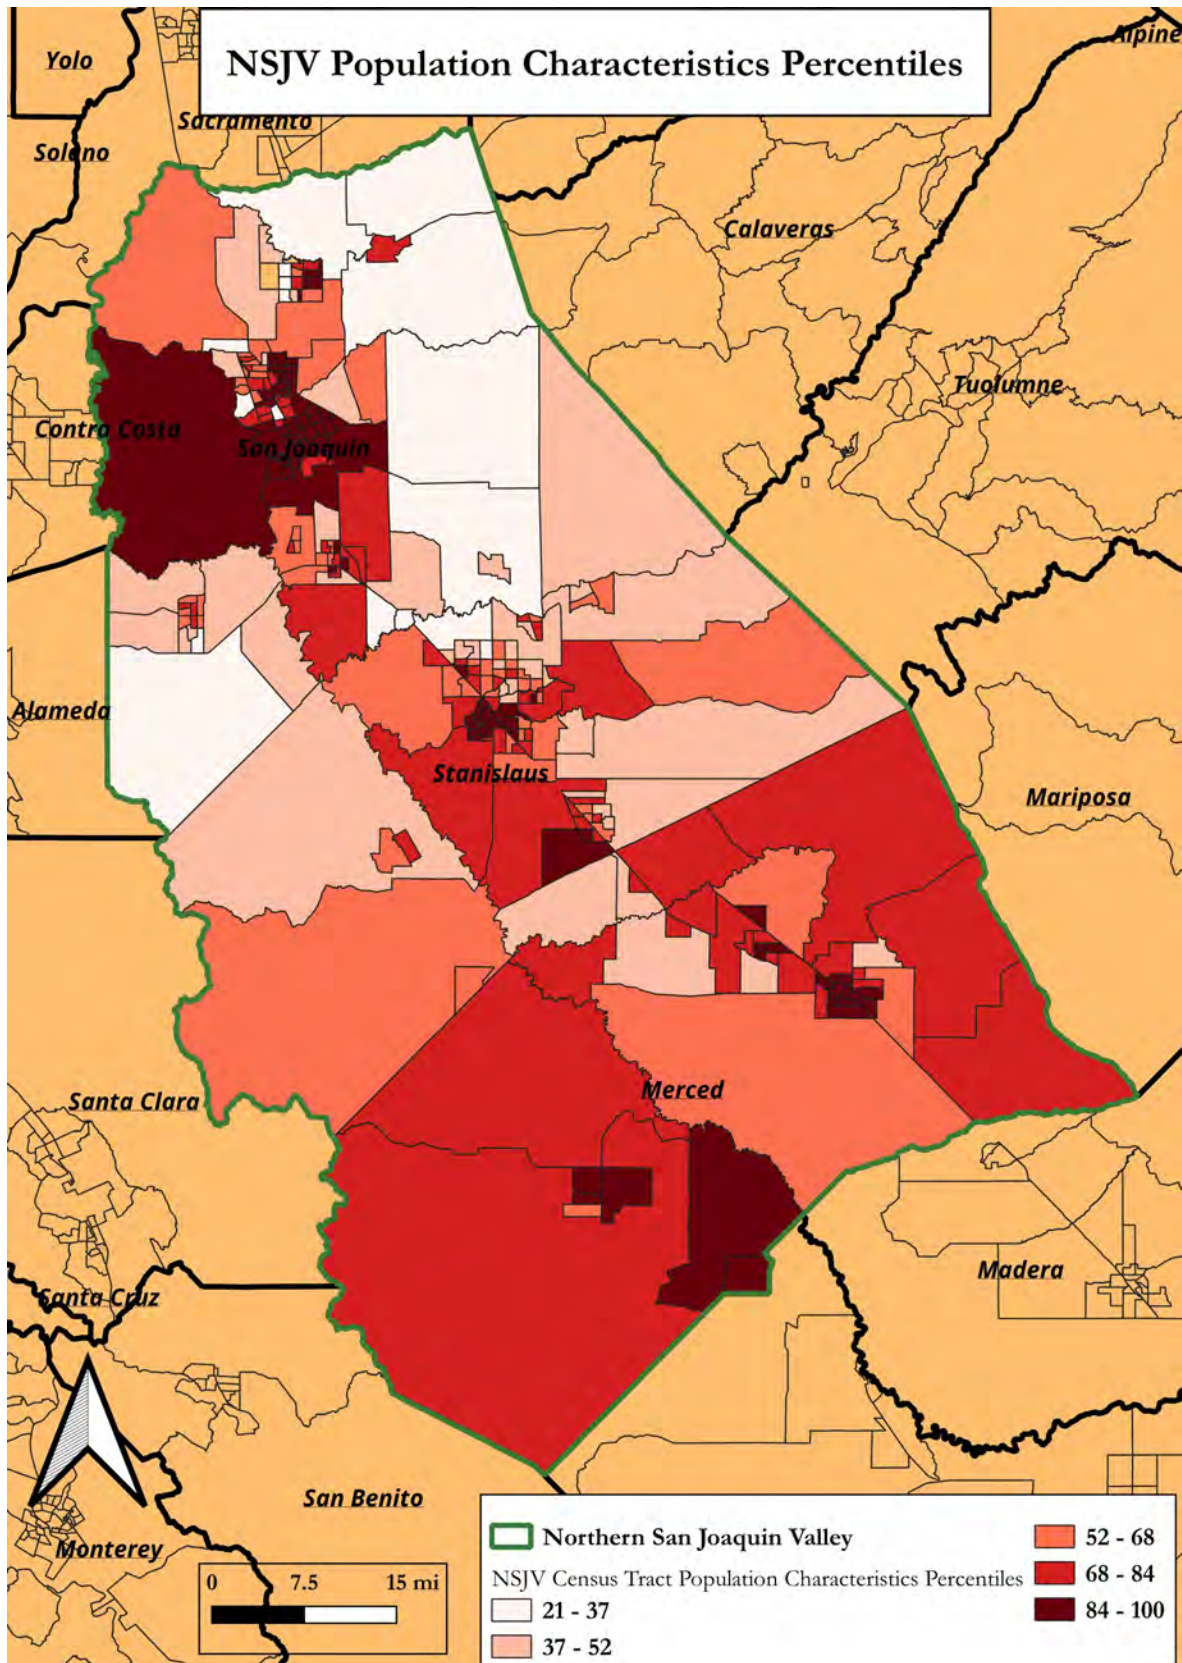 NSJV Population Characteristics Percentiles
Alpine
Yolo
Sacramento
Solano
Calaveras
Tuolumne
Contra Costa
San Joaquin
Alameda
Stanislaus
Mariposa
Merced
Santa Clara
Madera
Santa Cruz
San Benito
Monterey
0 7.5 15 mi
Northern San Joaquin Valley
NSJV Census Tract Population Characteristics Percentiles
21 - 37
37 - 52
52 - 68
68 - 84
84 - 100